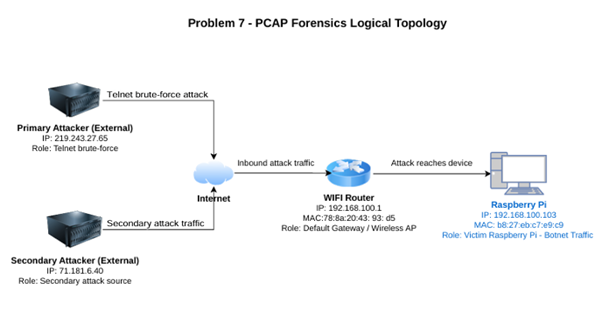 Problem 7 - PCAP Forensics Logical Topology
Telnet brute-force attack
Primary Attacker (External)
IP: 219.243.27.65
Role: Telnet brute-force
Internet
Inbound attack traffic
WIFI Router
IP: 192.168.100.1
MAC:78:8a:20:43: 93: d5
Role: Default Gateway / Wireless AP
Attack reaches device
Raspberry Pi
IP: 192.168.100.103
MAC: b8:27:eb:c7:e9:c9
Role: Victim Raspberry Pi - Botnet Traffic
Secondary attack traffic
Secondary Attacker (External)
IP: 71.181.6.40
Role: Secondary attack source